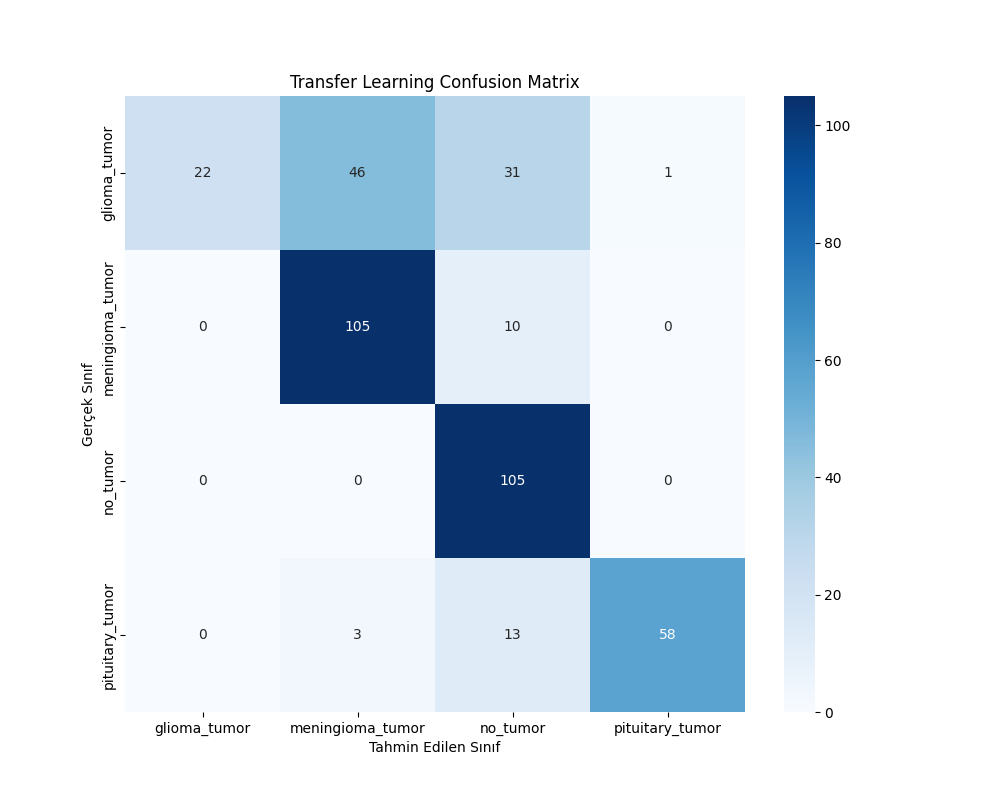 Transfer Learning Confusion Matrix
Gerçek Sınıf
glioma_tumor
22 46 31 1
meningioma_tumor
0 105 10 0
no_tumor
0 0 105 0
pituitary_tumor
0 3 13 58
glioma_tumor meningioma_tumor no_tumor pituitary_tumor
Tahmin Edilen Sınıf
100
80
60
40
20
0